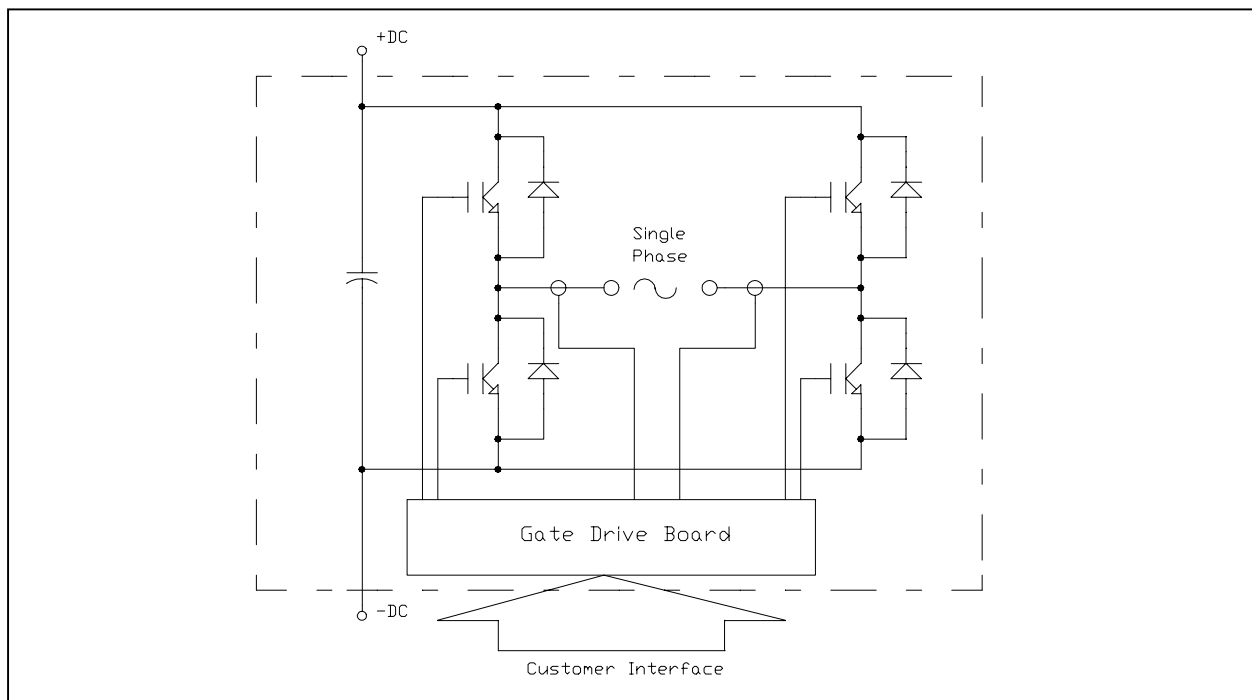 +DC
Single
Phase
Gate Drive Board
-DC
Customer Interface